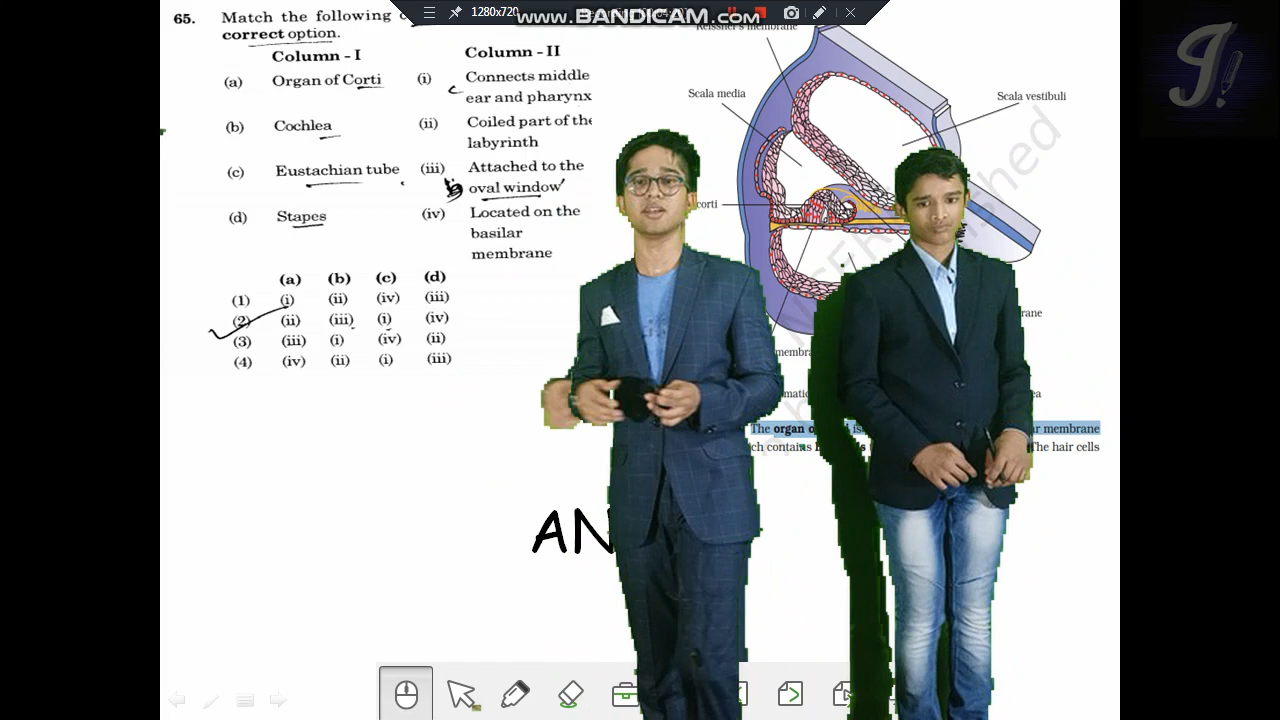 1280x720
www.BANDICAM.com
65. Match the following
correct option.
Column - I Column - II
(a) Organ of Corti (i) Connects middle
ear and pharynx
(b) Cochlea (ii) Coiled part of the
labyrinth
(c) Eustachian tube (iii) Attached to the
oval window
(d) Stapes (iv) Located on the
basilar
membrane
(a) (b) (c) (d)
(1) (i) (ii) (iv) (iii)
(2) (ii) (iii) (i) (iv)
(3) (iii) (i) (iv) (ii)
(4) (iv) (ii) (i) (iii)
Reissner's membrane
Scala media
Scala vestibuli
corti
The organ
membrane
The hair cells
AN
J!